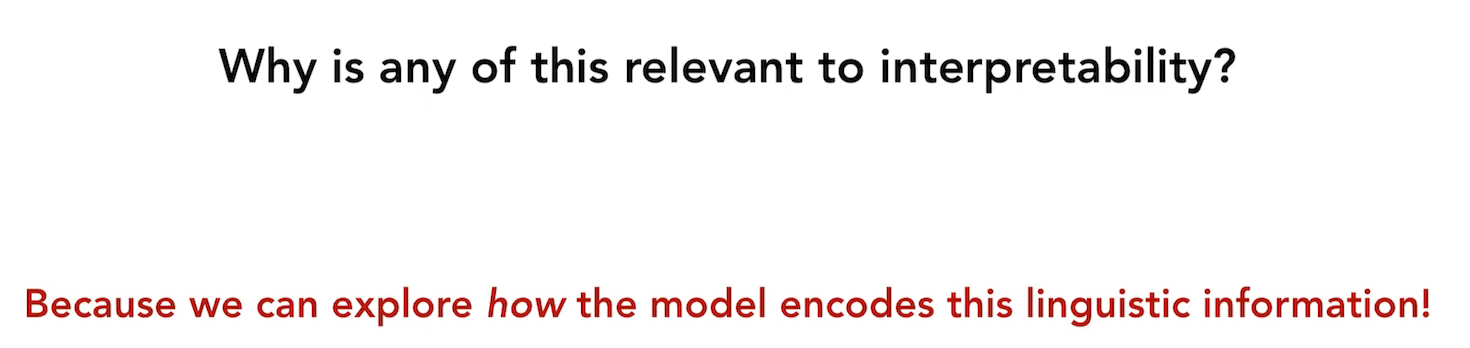 Why is any of this relevant to interpretability?
Because we can explore how the model encodes this linguistic information!